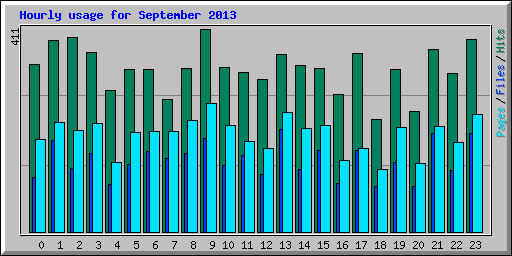 Hourly usage for September 2013
411
Pages / Files / Hits
0 1 2 3 4 5 6 7 8 9 10 11 12 13 14 15 16 17 18 19 20 21 22 23